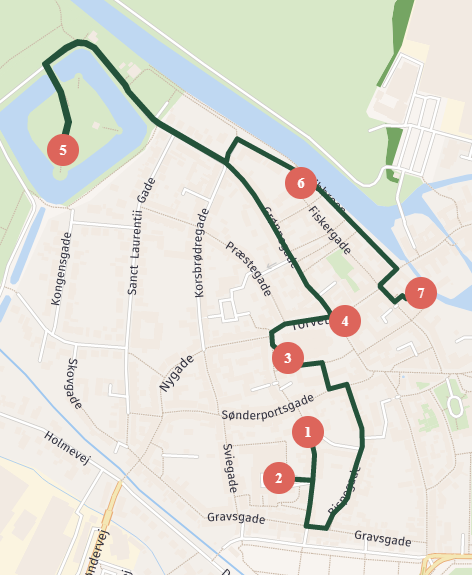 5
6
Fiskergade
Sanct Laurentii Gade
Korsbrødregade
Kongensgade
Præstegade
7
4
3
Nygade
Skovgade
Sønderportsgade
1
Holmevej
Sviegade
2
Gravsgade
Gravsgade